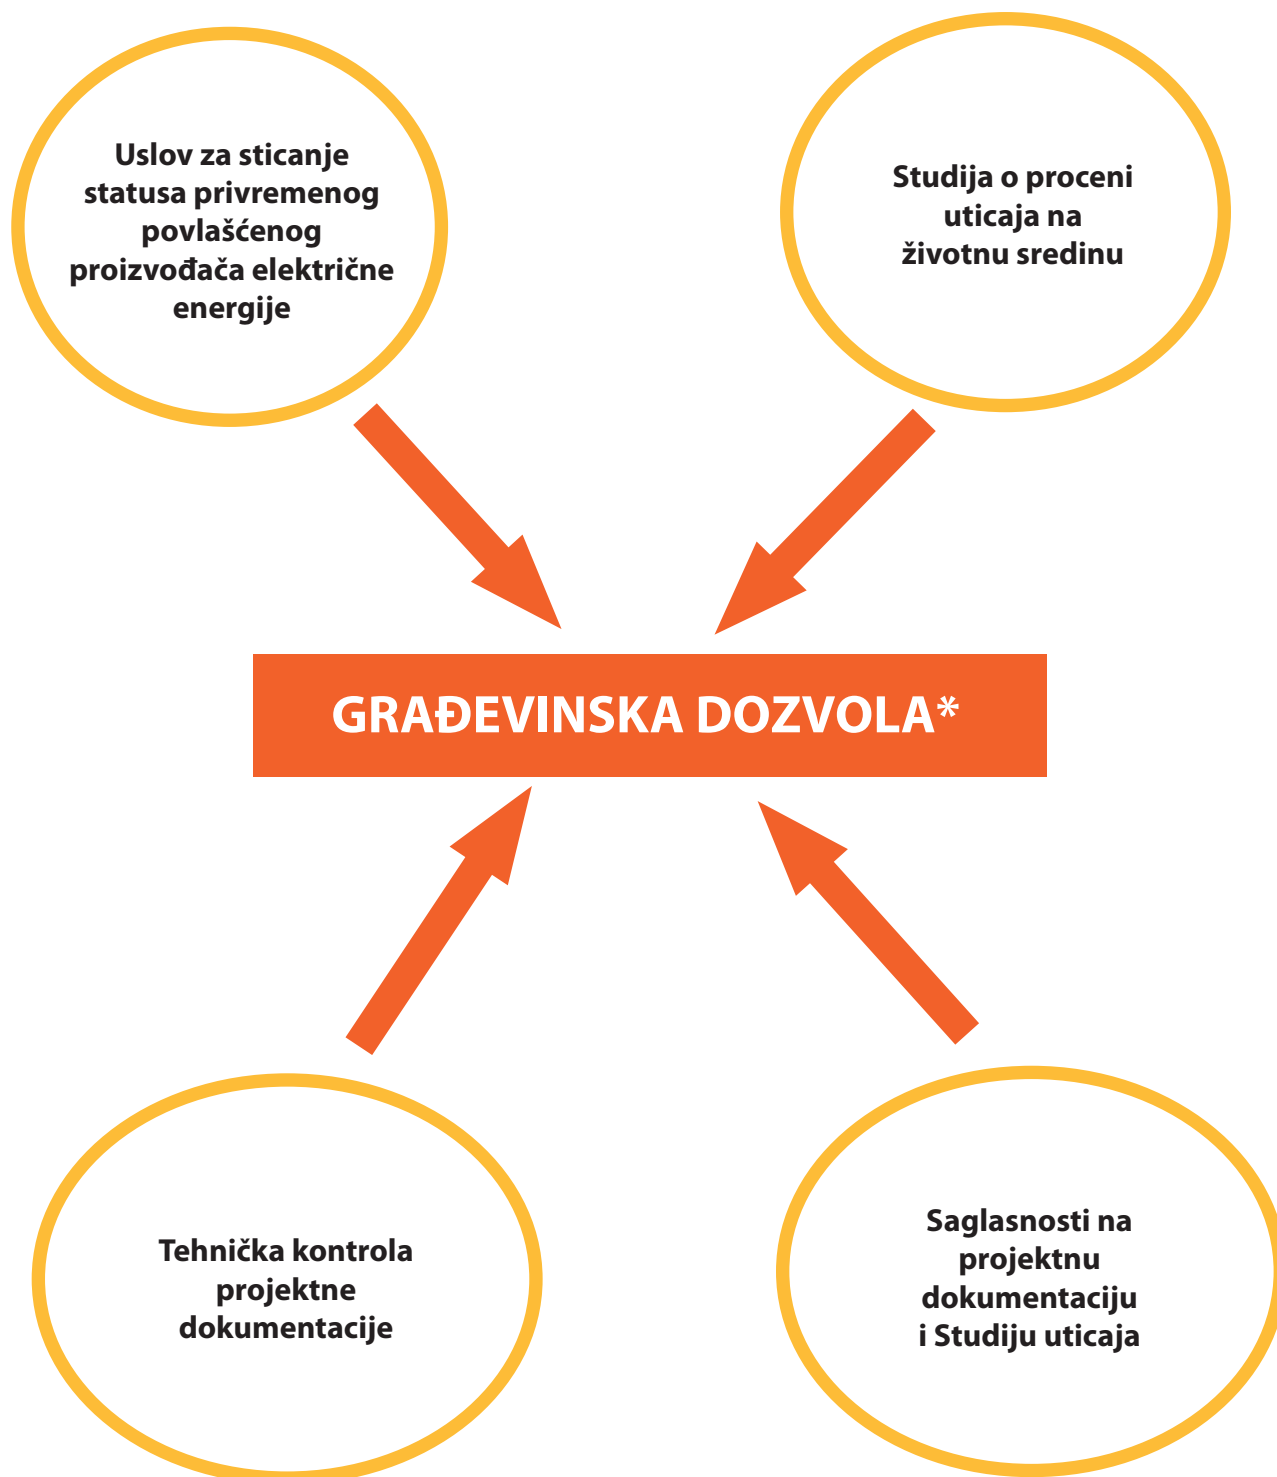 Uslov za sticanje
statusa privremenog
povlašćenog
proizvođača električne
energije
Studija o proceni
uticaja na
životnu sredinu
GRAĐEVINSKA DOZVOLA*
Tehnička kontrola
projektne
dokumentacije
Saglasnosti na
projektnu
dokumentaciju
i Studiju uticaja